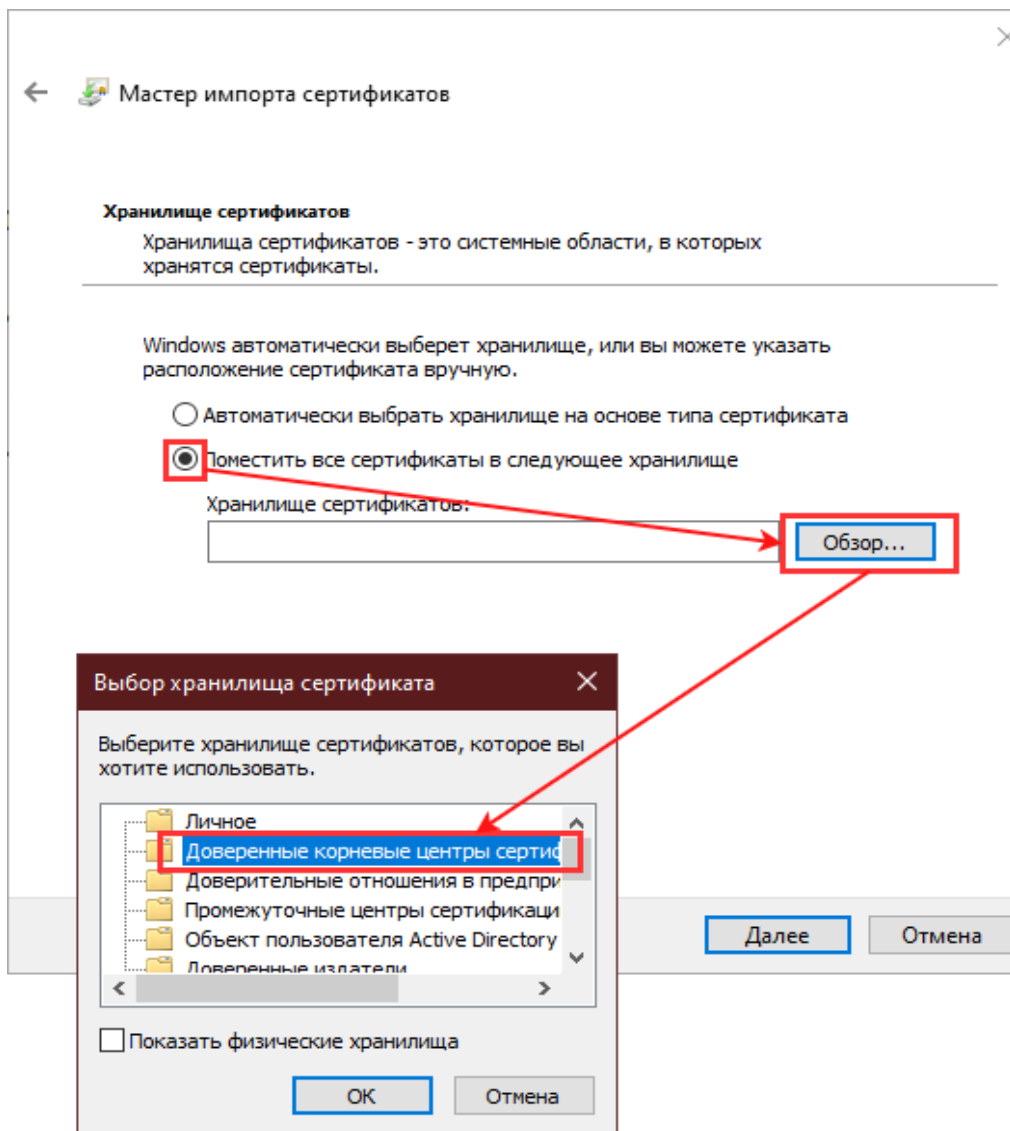 Мастер импорта сертификатов
Хранилище сертификатов
Хранилища сертификатов - это системные области, в которых
хранятся сертификаты.
Windows автоматически выберет хранилище, или вы можете указать
расположение сертификата вручную.
Автоматически выбрать хранилище на основе типа сертификата
Поместить все сертификаты в следующее хранилище
Хранилище сертификатов:
Обзор...
Выбор хранилища сертификата
Выберите хранилище сертификатов, которое вы
хотите использовать.
Личное
Доверенные корневые центры сертиф
Доверительные отношения в предпри
Промежуточные центры сертификаци
Объект пользователя Active Directory
Доверенные издатели
Далее
Отмена
Показать физические хранилища
ОК
Отмена